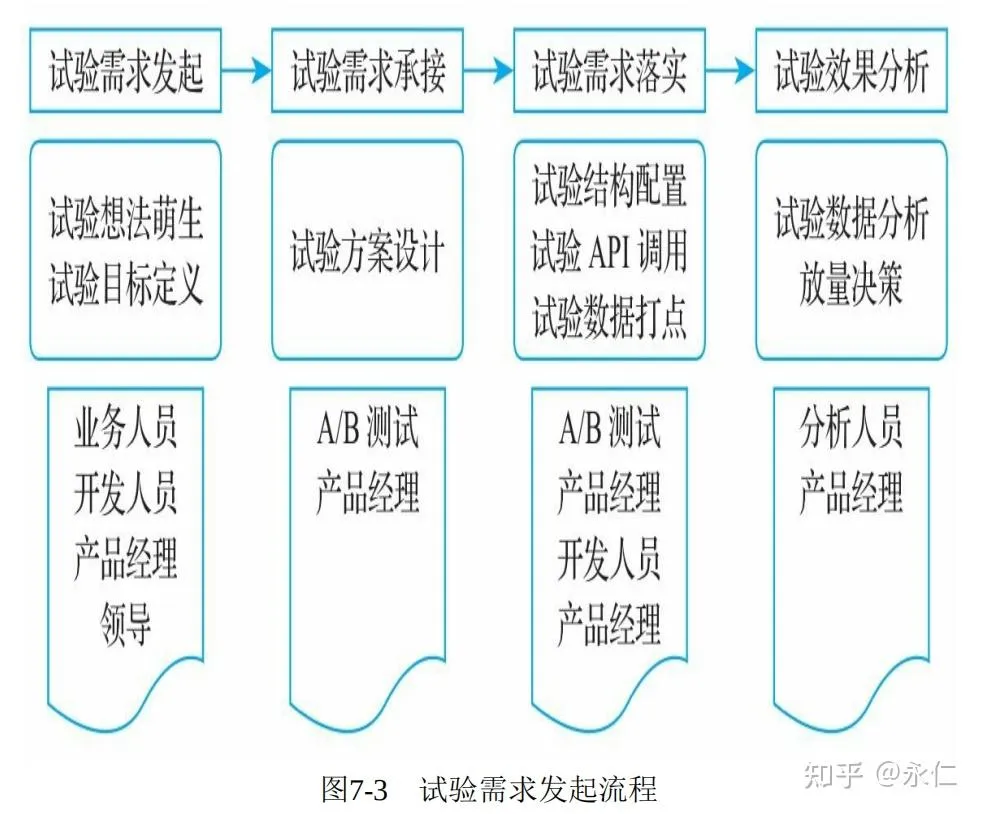 试验需求发起
试验需求承接
试验需求落实
试验效果分析
试验想法萌生
试验目标定义
试验方案设计
试验结构配置
试验 API 调用
试验数据打点
试验数据分析
放量决策
业务人员
开发人员
产品经理
领导
A/B 测试
产品经理
A/B 测试
产品经理
开发人员
产品经理
分析人员
产品经理
图7-3 试验需求发起流程
知乎 @永仁